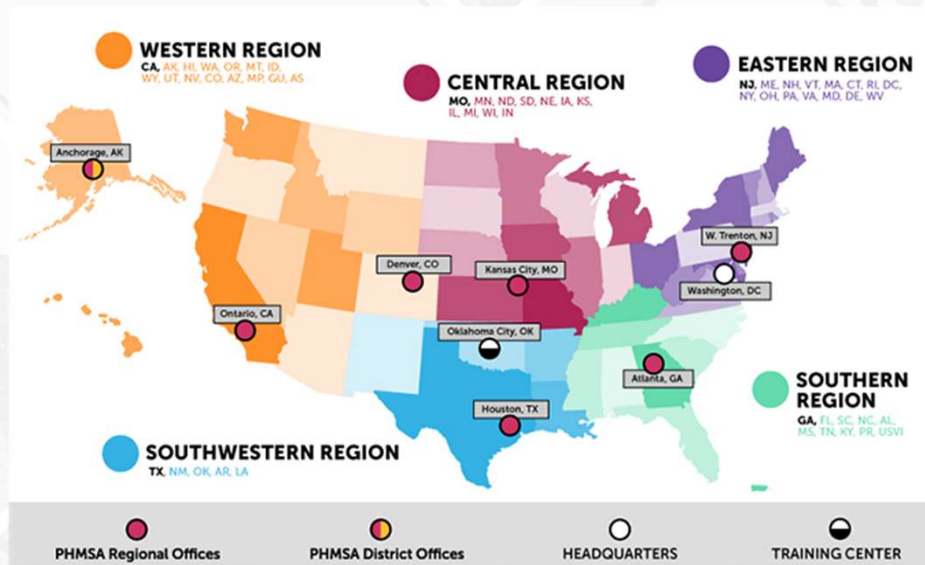 WESTERN REGION
CA, AK, HI, WA, OR, MT, ID,
WY, UT, NV, CO, AZ, MP, GU, AS
CENTRAL REGION
MO, MN, ND, SD, NE, IA, KS,
IL, MI, WI, IN
EASTERN REGION
NJ, ME, NH, VT, MA, CT, RI, DC,
NY, OH, PA, VA, MD, DE, WV
Anchorage, AK
W. Trenton, NJ
Denver, CO
Kansas City, MO
Washington, DC
Ontario, CA
Oklahoma City, OK
Atlanta, GA
Houston, TX
SOUTHERN
REGION
GA, FL, SC, NC, AL,
MS, TN, KY, PR, USVI
SOUTHWESTERN REGION
TX, NM, OK, AR, LA
PHMSA Regional Offices
PHMSA District Offices
HEADQUARTERS
TRAINING CENTER